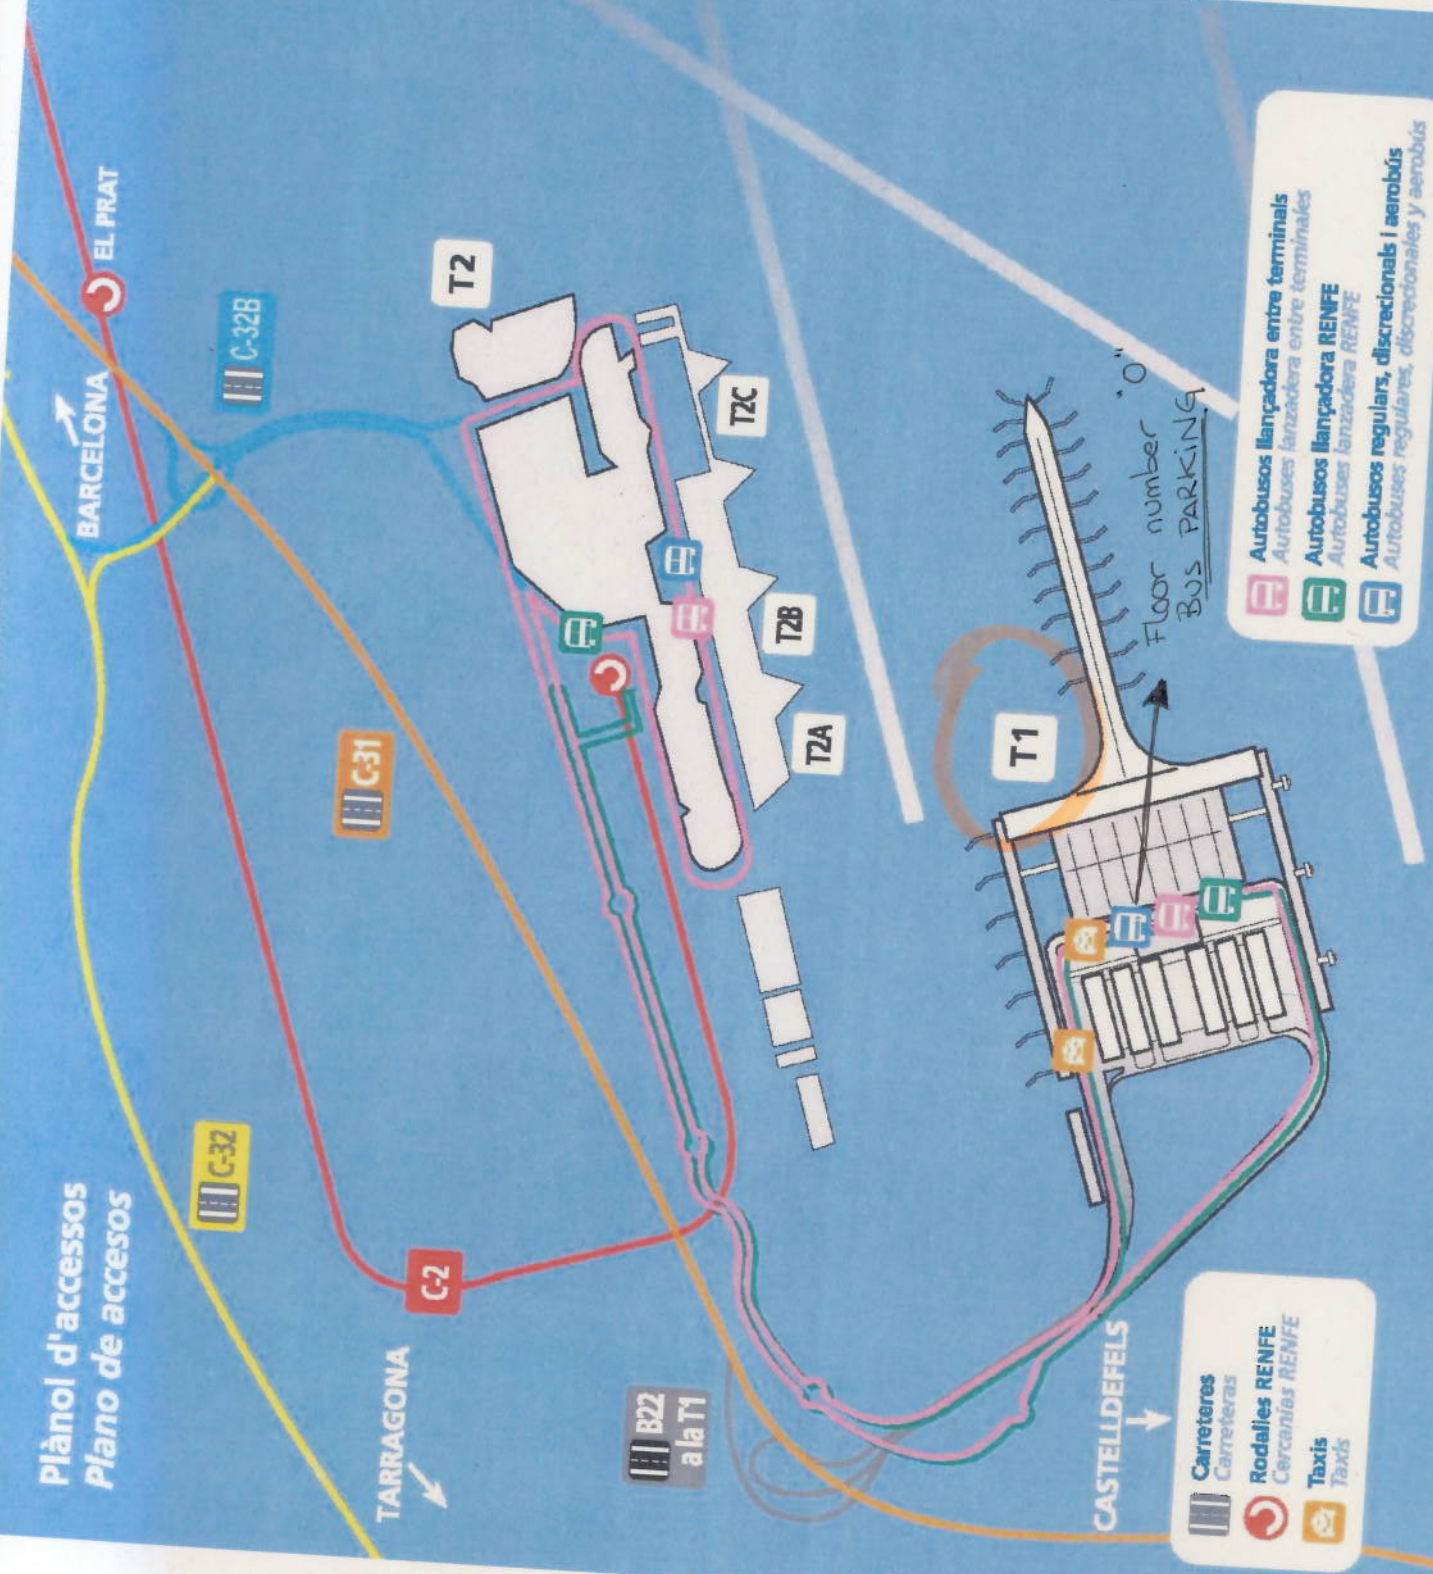 Plànol d'accessos
Plano de accesos
BARCELONA
EL PRAT
C-32B
C-32
C-31
C-2
TARRAGONA
B22
a la T1
CASTELLDEFELS
T2
T2C
T2B
T2A
T1
Floor number "0"
BUS PARKING
Carreteres
Carreteras
Rodalies RENFE
Cercanías RENFE
Taxis
Taxis
Autobusos llançadora entre terminals
Autobuses lanzadera entre terminales
Autobusos llançadora RENFE
Autobuses lanzadera RENFE
Autobusos regulars, discrecionals i aerobús
Autobuses regulares, discrecionales y aerobús